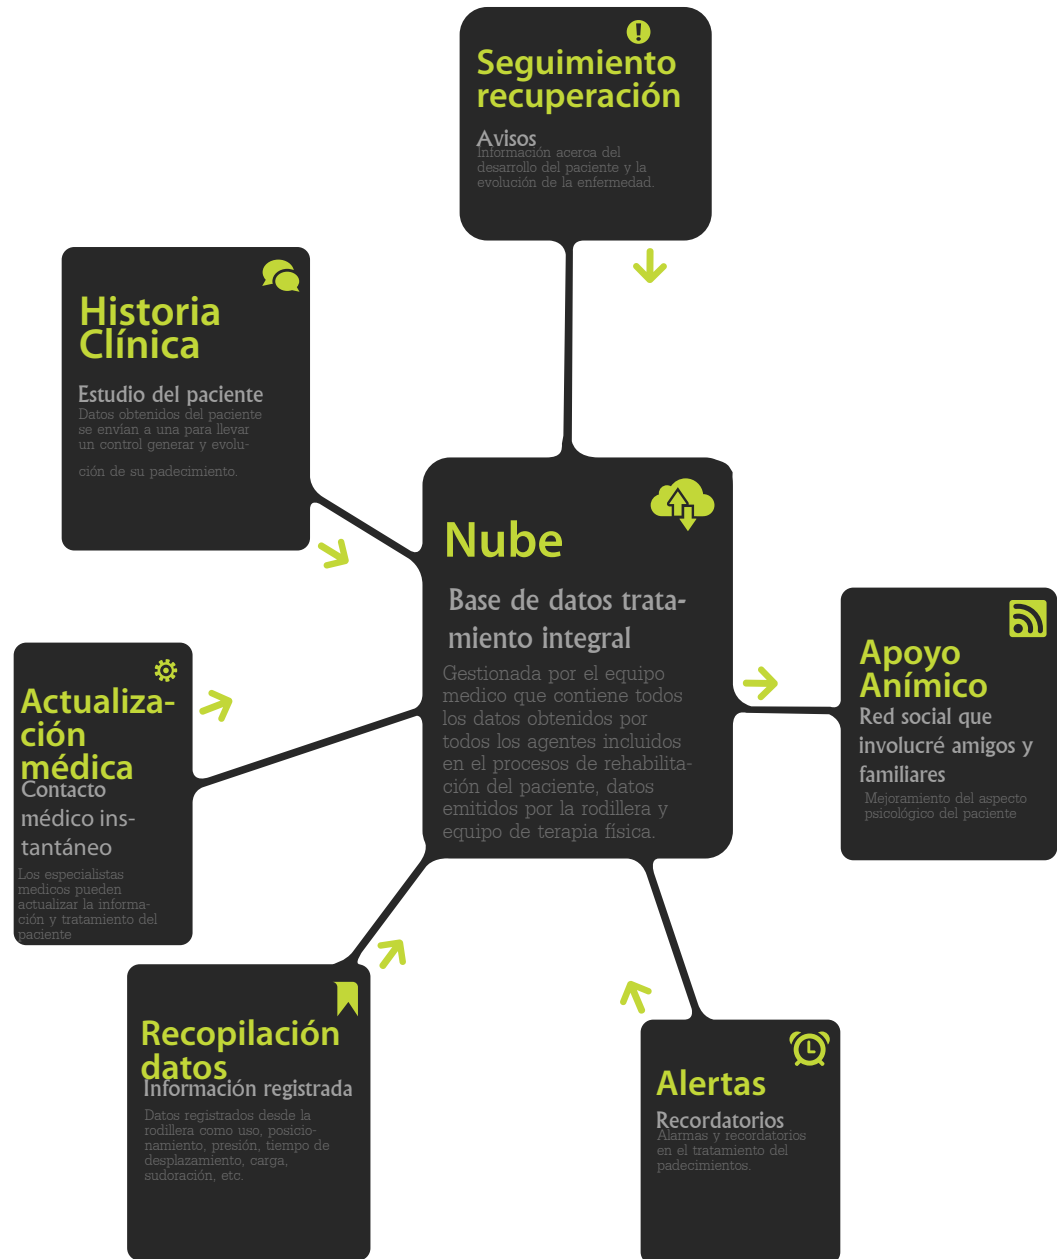 Seguimiento
recuperación
Avisos
Información acerca del
desarrollo del paciente y la
evolución de la enfermedad.
Historia
Clínica
Estudio del paciente
Datos obtenidos del paciente
se envían a una para llevar
un control generar y evolu-
ción de su padecimiento.
Nube
Base de datos trata-
miento integral
Gestionada por el equipo
medico que contiene todos
los datos obtenidos por
todos los agentes incluidos
en el procesos de rehabilita-
ción del paciente, datos
emitidos por la rodillera y
equipo de terapia física.
Apoyo
Anímico
Red social que
involucré amigos y
familiares
Mejoramiento del aspecto
psicológico del paciente
Actualiza-
ción
médica
Contacto
médico ins-
tantáneo
Los especialistas
medicos pueden
actualizar la informa-
ción y tratamiento del
paciente
Recopilación
datos
Información registrada
Datos registrados desde la
rodillera como uso, posicio-
namiento, presión, tiempo de
desplazamiento, carga,
sudoración, etc.
Alertas
Recordatorios
Alarmas y recordatorios
en el tratamiento del
padecimientos.